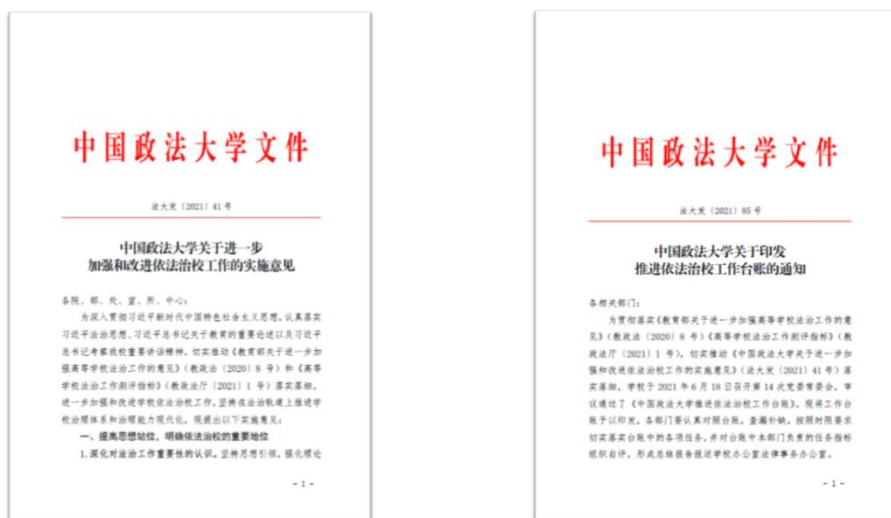 中国政法大学文件
法大发〔2021〕41号
中国政法大学关于进一步
加强和改进依法治校工作的实施意见
各院、部、处、室、所、中心：
为深入贯彻习近平新时代中国特色社会主义思想，认真落实
习近平法治思想、习近平总书记关于教育的重要论述以及习近平
总书记考察我校重要讲话精神，切实推动《教育部关于进一步加
强高等学校法治工作的意见》（教政法〔2020〕8号）和《高等
学校法治工作测评指标》（教政法厅〔2021〕1号）落实落细，
进一步加强和改进学校依法治校工作，坚持在法治轨道上推进学
校治理体系和治理能力现代化，现提出以下实施意见：
一、提高思想站位，明确依法治校的重要地位
1.深化对法治工作重要性的认识。坚持思想引领，强化理论
- 1 -
中国政法大学文件
法大发〔2021〕85号
中国政法大学关于印发
推进依法治校工作台账的通知
各相关部门：
为贯彻落实《教育部关于进一步加强高等学校法治工作的意
见》（教政法〔2020〕8号）《高等学校法治工作测评指标》（教
政法厅〔2021〕1号），切实推动《中国政法大学关于进一步加
强和改进依法治校工作的实施意见》（法大发〔2021〕41号）落
实落细，学校于2021年6月18日召开第14次党委常委会，审
议通过了《中国政法大学推进依法治校工作台账》。现将工作台
账予以印发，各部门要认真对照台账，查漏补缺，按照时限要求
切实落实台账中的各项任务，并对台账中本部门负责的任务指标
组织自评，形成总结报告报送学校办公室法律事务办公室。
- 1 -